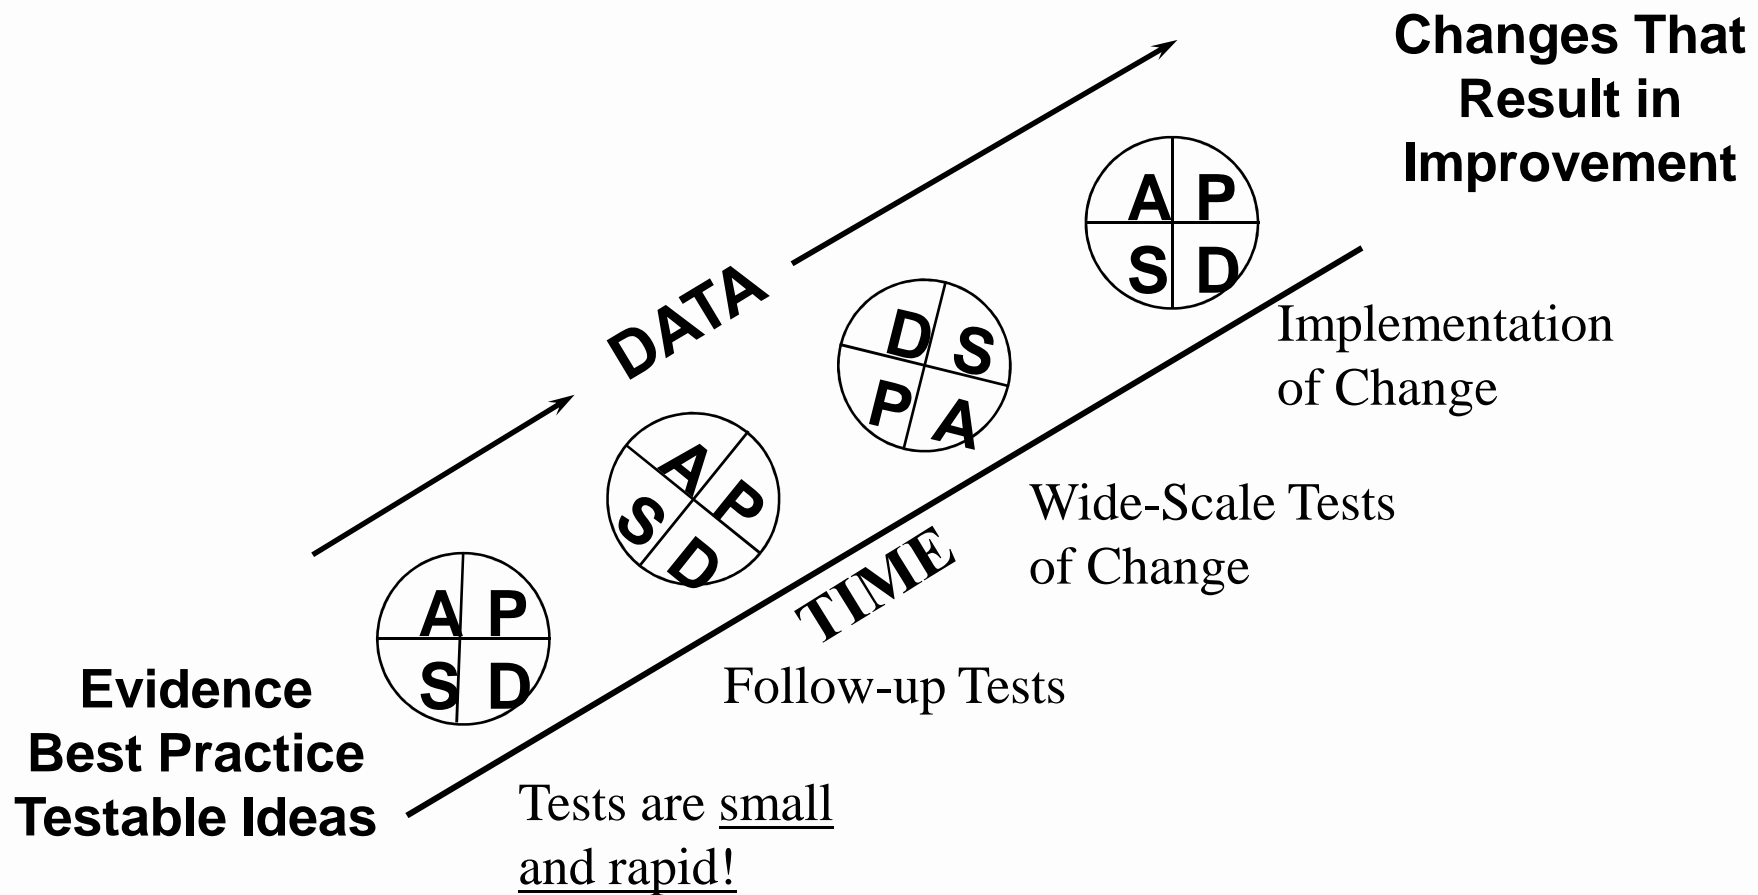 Changes That
Result in
Improvement
A P
S D
DATA
Implementation
of Change
D S
P A
A P
S D
Wide-Scale Tests
of Change
TIME
A P
S D
Follow-up Tests
Evidence
Best Practice
Testable Ideas
Tests are small
and rapid!